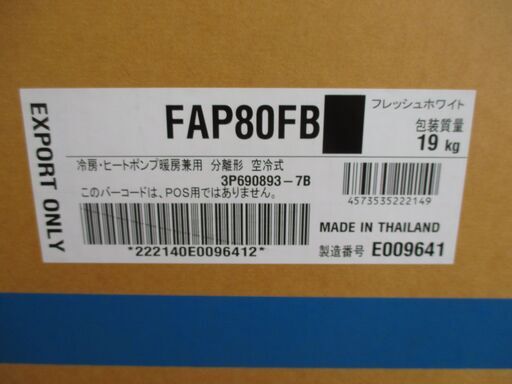 EXPORT ONLY
FAP80FB
フレッシュホワイト
包装質量
19 kg
冷房・ヒートポンプ暖房兼用 分離形 空冷式
3P690893-7B
このバーコードは、POS用ではありません。
4573535222149
*222140E0096412*
MADE IN THAILAND
製造番号 E009641